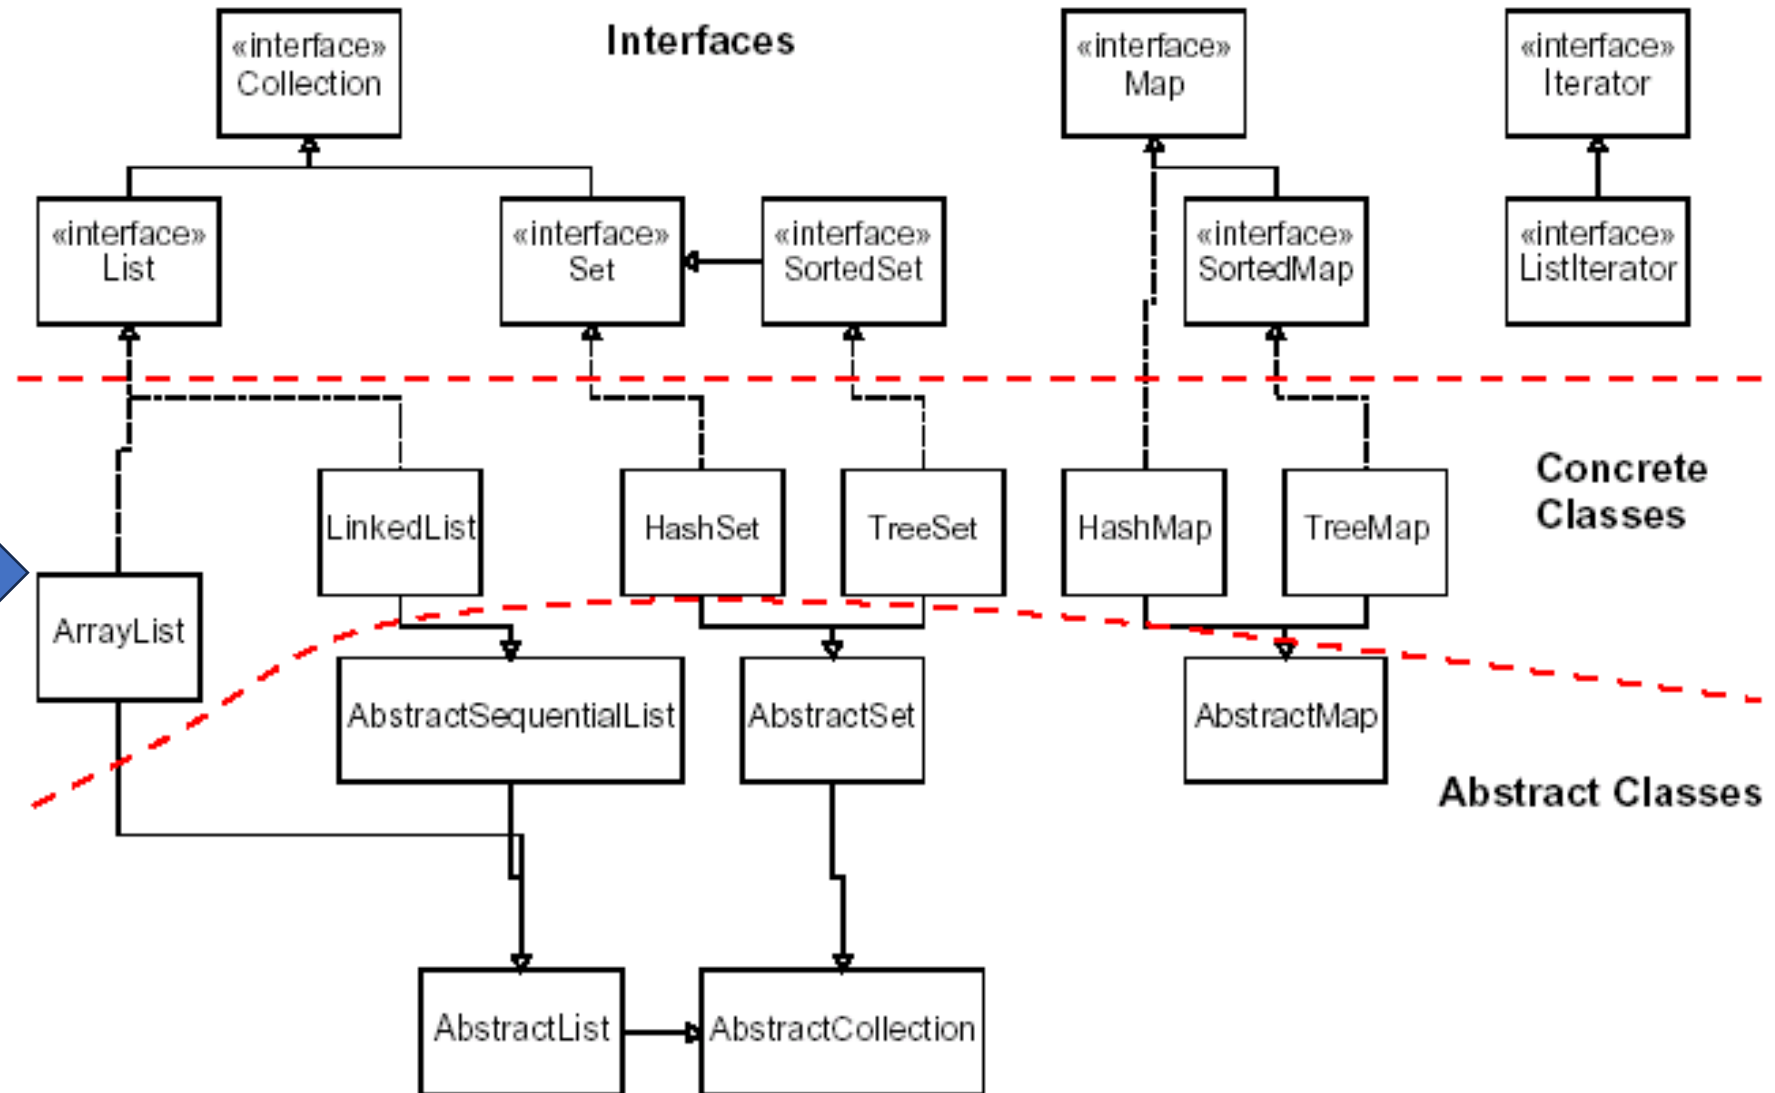 «interface»
Collection
Interfaces
«interface»
Map
«interface»
Iterator
«interface»
List
«interface»
Set
«interface»
SortedSet
«interface»
SortedMap
«interface»
ListIterator
Concrete
Classes
LinkedList
HashSet
TreeSet
HashMap
TreeMap
ArrayList
AbstractSequentialList
AbstractSet
AbstractMap
Abstract Classes
AbstractList
AbstractCollection